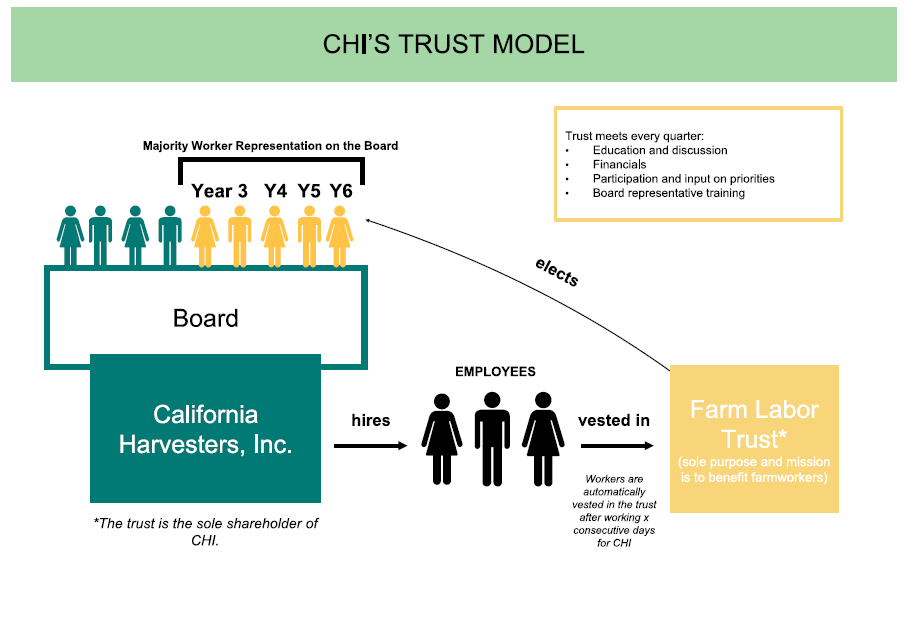 CHI'S TRUST MODEL
Trust meets every quarter:
• Education and discussion
• Financials
• Participation and input on priorities
• Board representative training
Majority Worker Representation on the Board
Year 3 Y4 Y5 Y6
elects
Board
California
Harvesters, Inc.
*The trust is the sole shareholder of
CHI.
hires
EMPLOYEES
vested in
Workers are
automatically
vested in the trust
after working x
consecutive days
for CHI
Farm Labor
Trust*
(sole purpose and mission
is to benefit farmworkers)